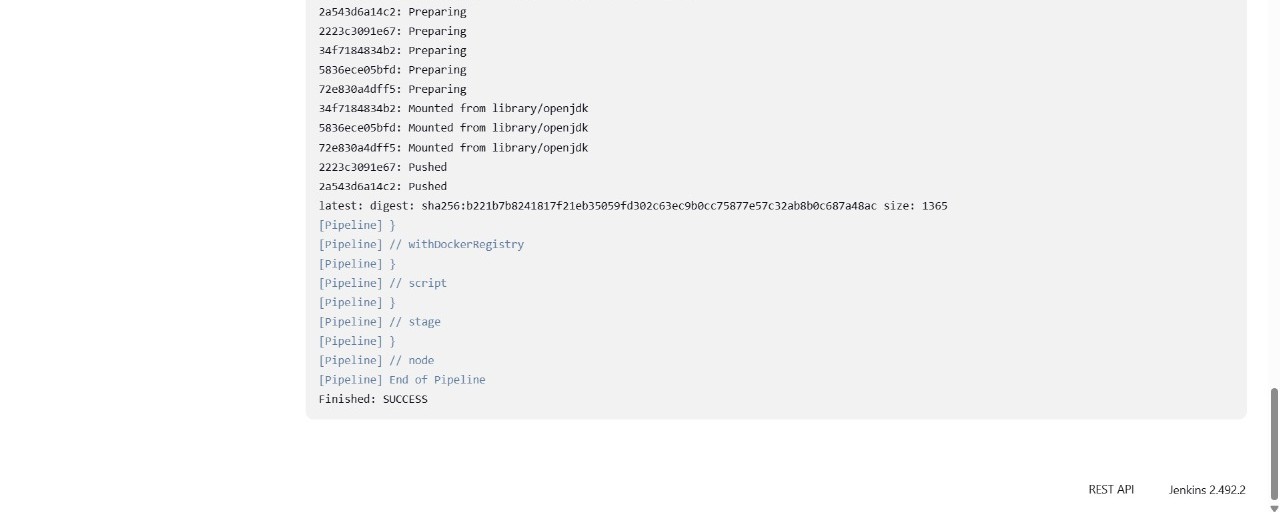 2a543d6a14c2: Preparing
2223c3091e67: Preparing
34f7184834b2: Preparing
5836ece05bfd: Preparing
72e830a4dff5: Preparing
34f7184834b2: Mounted from library/openjdk
5836ece05bfd: Mounted from library/openjdk
72e830a4dff5: Mounted from library/openjdk
2223c3091e67: Pushed
2a543d6a14c2: Pushed
latest: digest: sha256:b221b7b8241817f21eb35059fd302c63ec9b0cc75877e57c32ab8b0c687a48ac size: 1365
[Pipeline] }
[Pipeline] // withDockerRegistry
[Pipeline] }
[Pipeline] // script
[Pipeline] }
[Pipeline] // stage
[Pipeline] }
[Pipeline] // node
[Pipeline] End of Pipeline
Finished: SUCCESS
REST API Jenkins 2.492.2